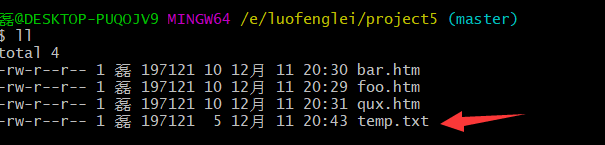 磊@DESKTOP-PUQOJV9 MINGW64 /e/luofenglei/project5 (master)
$ ll
total 4
-rw-r--r-- 1 磊 197121 10 12月 11 20:30 bar.htm
-rw-r--r-- 1 磊 197121 10 12月 11 20:29 foo.htm
-rw-r--r-- 1 磊 197121 10 12月 11 20:31 qux.htm
-rw-r--r-- 1 磊 197121  5 12月 11 20:43 temp.txt